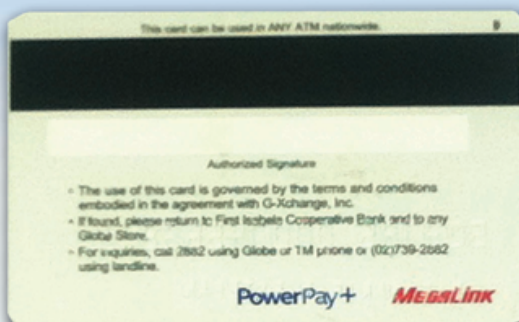 This card can be used in ANY ATM nationwide.
9
Authorized Signature
The use of this card is governed by the terms and conditions
embodied in the agreement with G-Xchange, Inc.
If found, please return to First Isabela Cooperative Bank and to any
Globe Store.
For inquiries, call 2882 using Globe or TM phone or (02)739-2882
using landline.
PowerPay+ MEGALINK